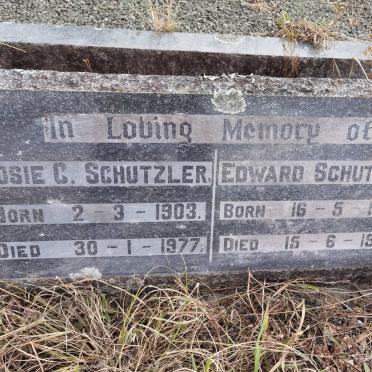 In Loving Memory of
OSIE C. SCHUTZLER. EDWARD SCHUT
BORN 2-3-1903. BORN 16-5-1
DIED 30-1-1977. DIED 15-6-19